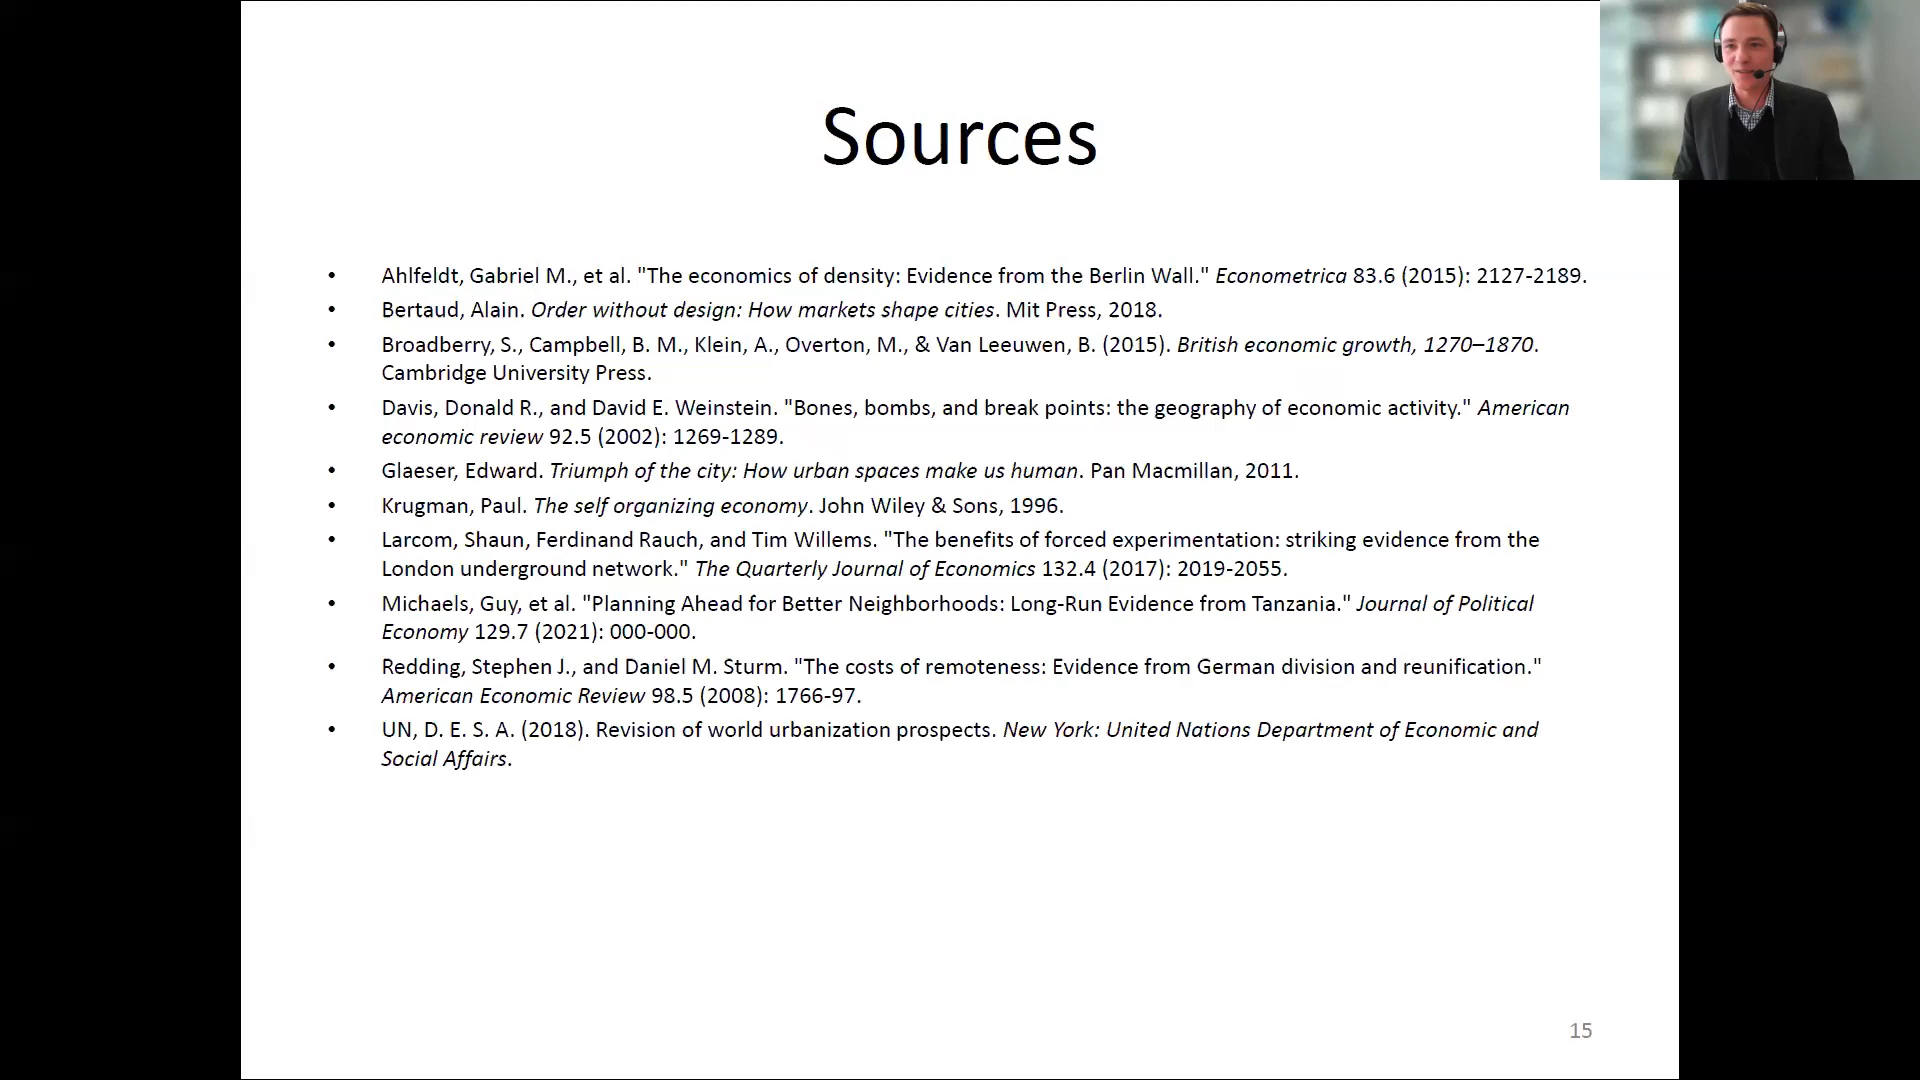 Sources
• Ahlfeldt, Gabriel M., et al. "The economics of density: Evidence from the Berlin Wall." Econometrica 83.6 (2015): 2127-2189.
• Bertaud, Alain. Order without design: How markets shape cities. Mit Press, 2018.
• Broadberry, S., Campbell, B. M., Klein, A., Overton, M., & Van Leeuwen, B. (2015). British economic growth, 1270–1870.
Cambridge University Press.
• Davis, Donald R., and David E. Weinstein. "Bones, bombs, and break points: the geography of economic activity." American
economic review 92.5 (2002): 1269-1289.
• Glaeser, Edward. Triumph of the city: How urban spaces make us human. Pan Macmillan, 2011.
• Krugman, Paul. The self organizing economy. John Wiley & Sons, 1996.
• Larcom, Shaun, Ferdinand Rauch, and Tim Willems. "The benefits of forced experimentation: striking evidence from the
London underground network." The Quarterly Journal of Economics 132.4 (2017): 2019-2055.
• Michaels, Guy, et al. "Planning Ahead for Better Neighborhoods: Long-Run Evidence from Tanzania." Journal of Political
Economy 129.7 (2021): 000-000.
• Redding, Stephen J., and Daniel M. Sturm. "The costs of remoteness: Evidence from German division and reunification."
American Economic Review 98.5 (2008): 1766-97.
• UN, D. E. S. A. (2018). Revision of world urbanization prospects. New York: United Nations Department of Economic and
Social Affairs.
15